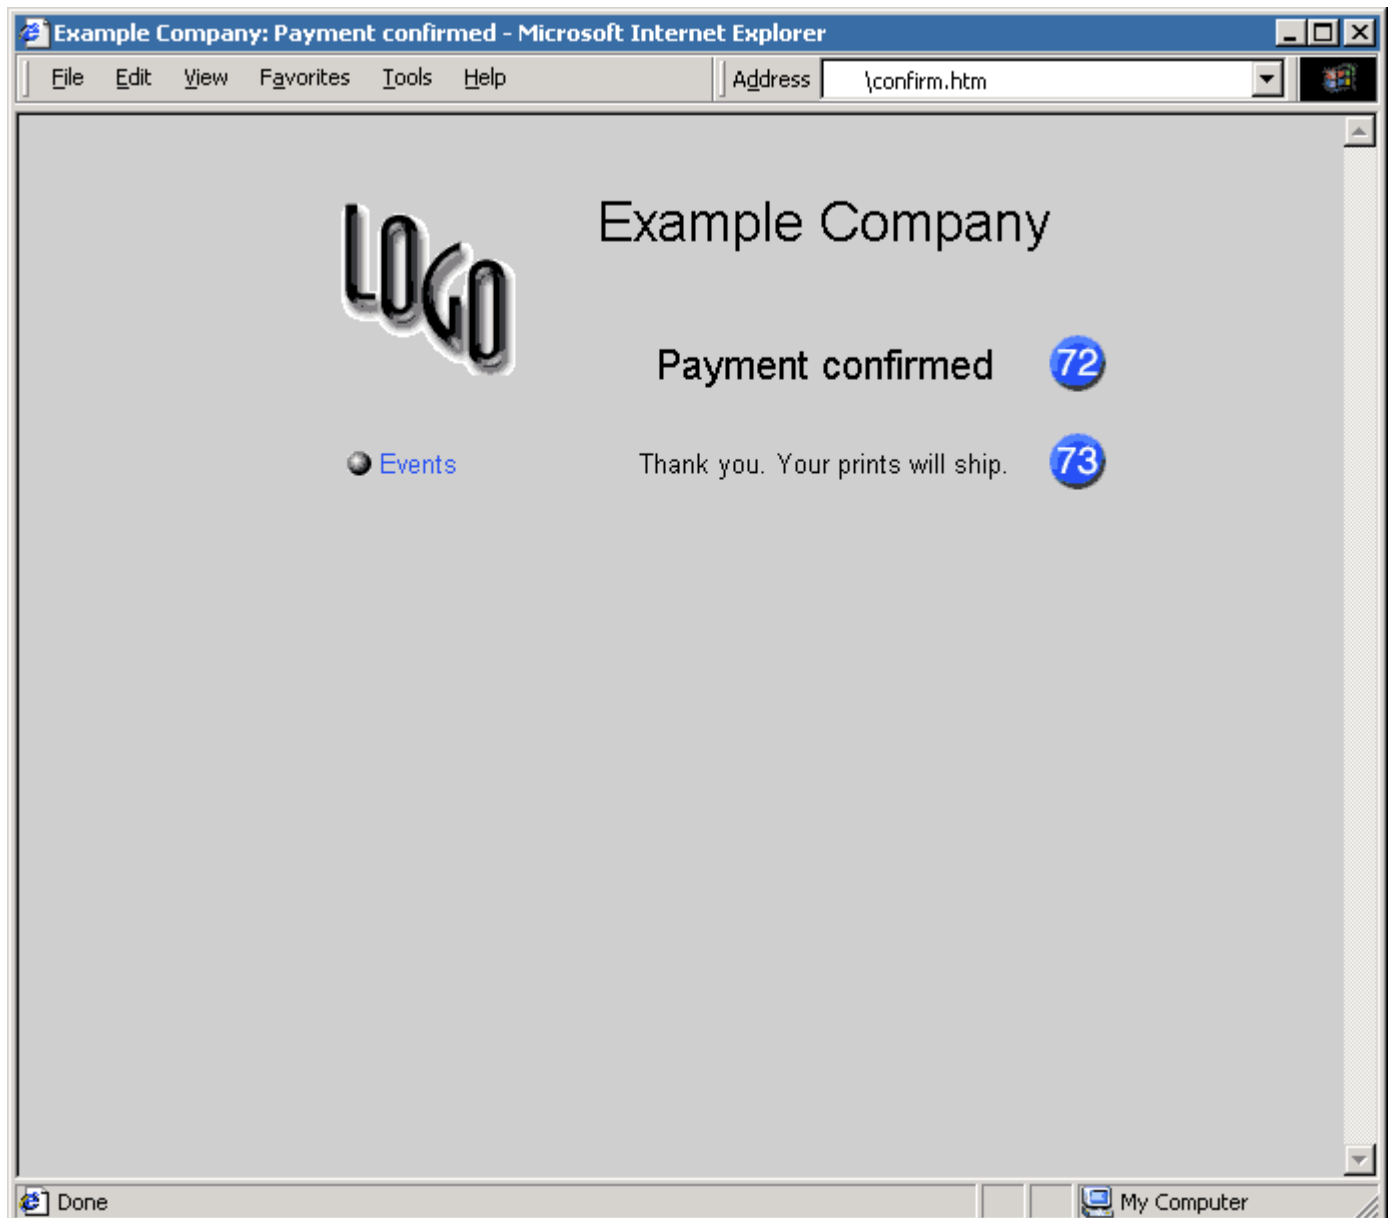 Example Company: Payment confirmed - Microsoft Internet Explorer
File Edit View Favorites Tools Help Address \confirm.htm
LOGO
Example Company
Payment confirmed 72
Events
Thank you. Your prints will ship. 73
Done My Computer